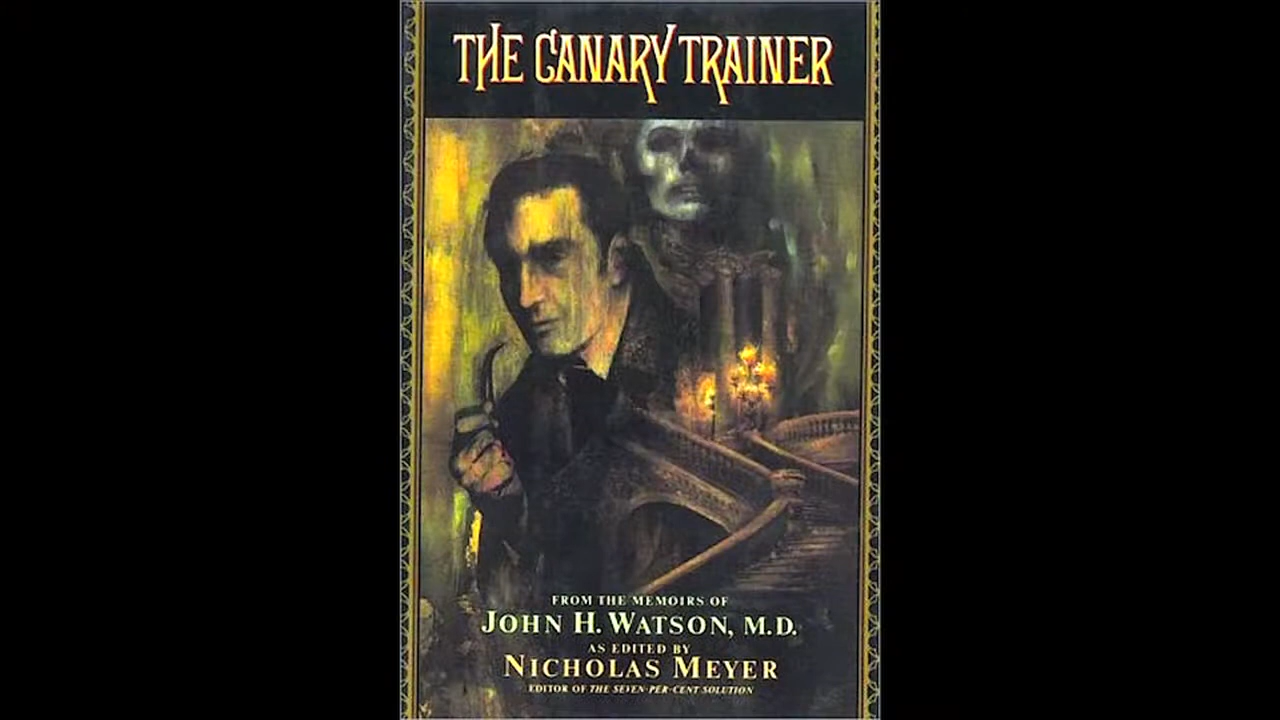 THE CANARY TRAINER
FROM THE MEMOIRS OF
JOHN H. WATSON, M.D.
AS EDITED BY
NICHOLAS MEYER
EDITOR OF THE SEVEN-PER-CENT SOLUTION